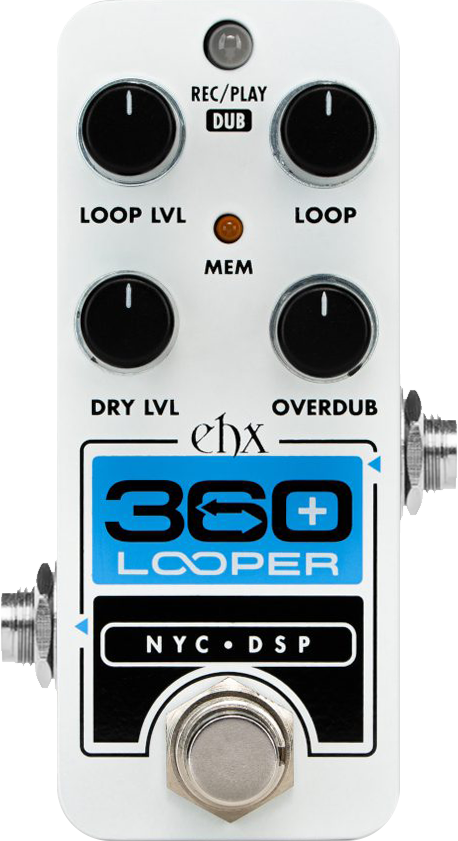 REC/PLAY
DUB
LOOP LVL
LOOP
MEM
DRY LVL
OVERDUB
ehx
360+
LOOPER
NYC • DSP